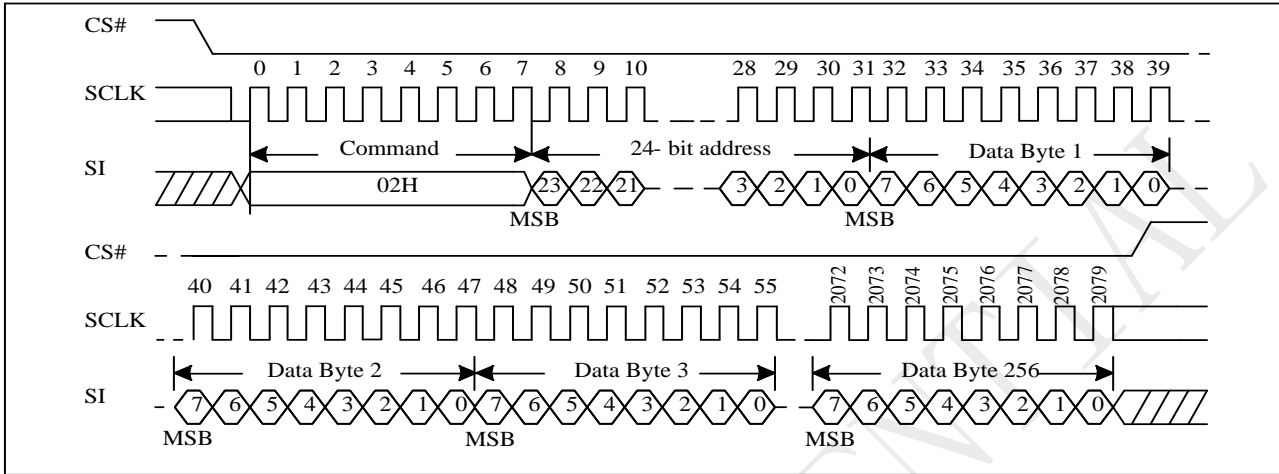 CS#
0 1 2 3 4 5 6 7 8 9 10 28 29 30 31 32 33 34 35 36 37 38 39
SCLK
Command 24- bit address Data Byte 1
SI
02H 23 22 21 3 2 1 0 7 6 5 4 3 2 1 0
MSB MSB
CS#
40 41 42 43 44 45 46 47 48 49 50 51 52 53 54 55 2072 2073 2074 2075 2076 2077 2078 2079
SCLK
Data Byte 2 Data Byte 3 Data Byte 256
SI
7 6 5 4 3 2 1 0 7 6 5 4 3 2 1 0 7 6 5 4 3 2 1 0
MSB MSB MSB
NTIAL